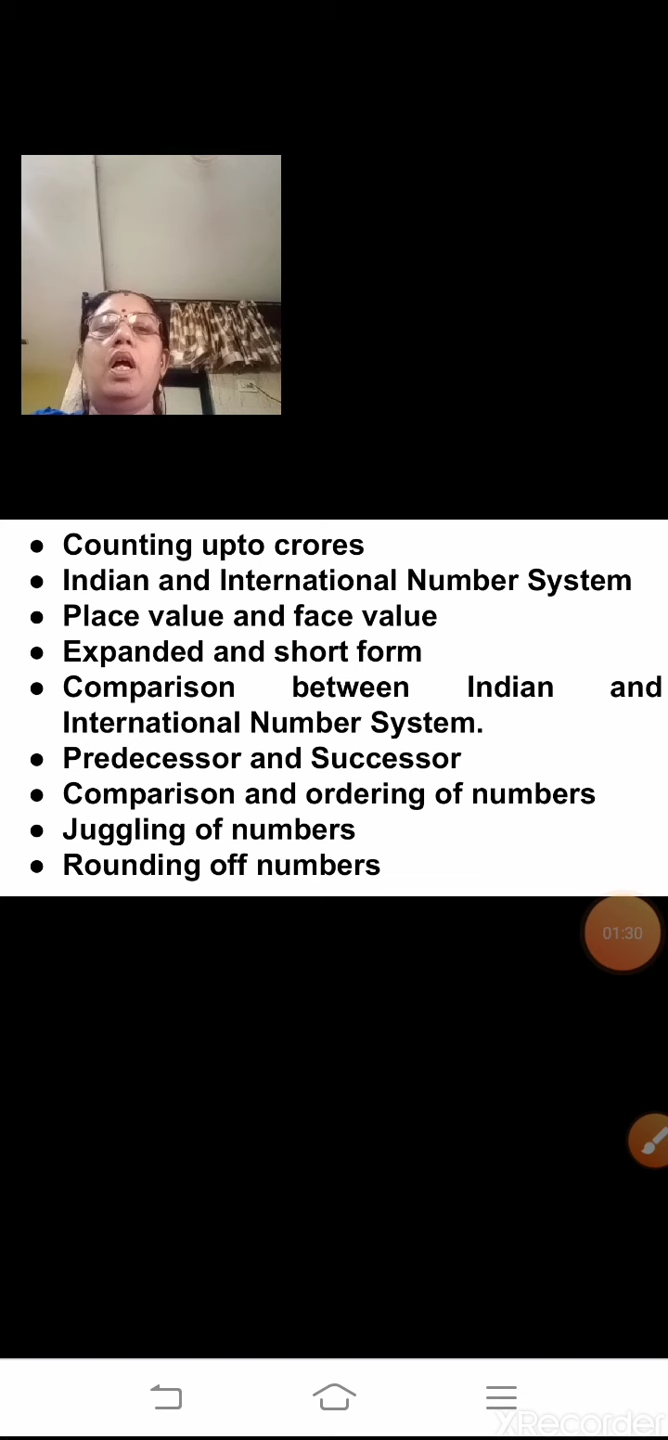 ● Counting upto crores
● Indian and International Number System
● Place value and face value
● Expanded and short form
● Comparison between Indian and
International Number System.
● Predecessor and Successor
● Comparison and ordering of numbers
● Juggling of numbers
● Rounding off numbers
01:30
XRecorder